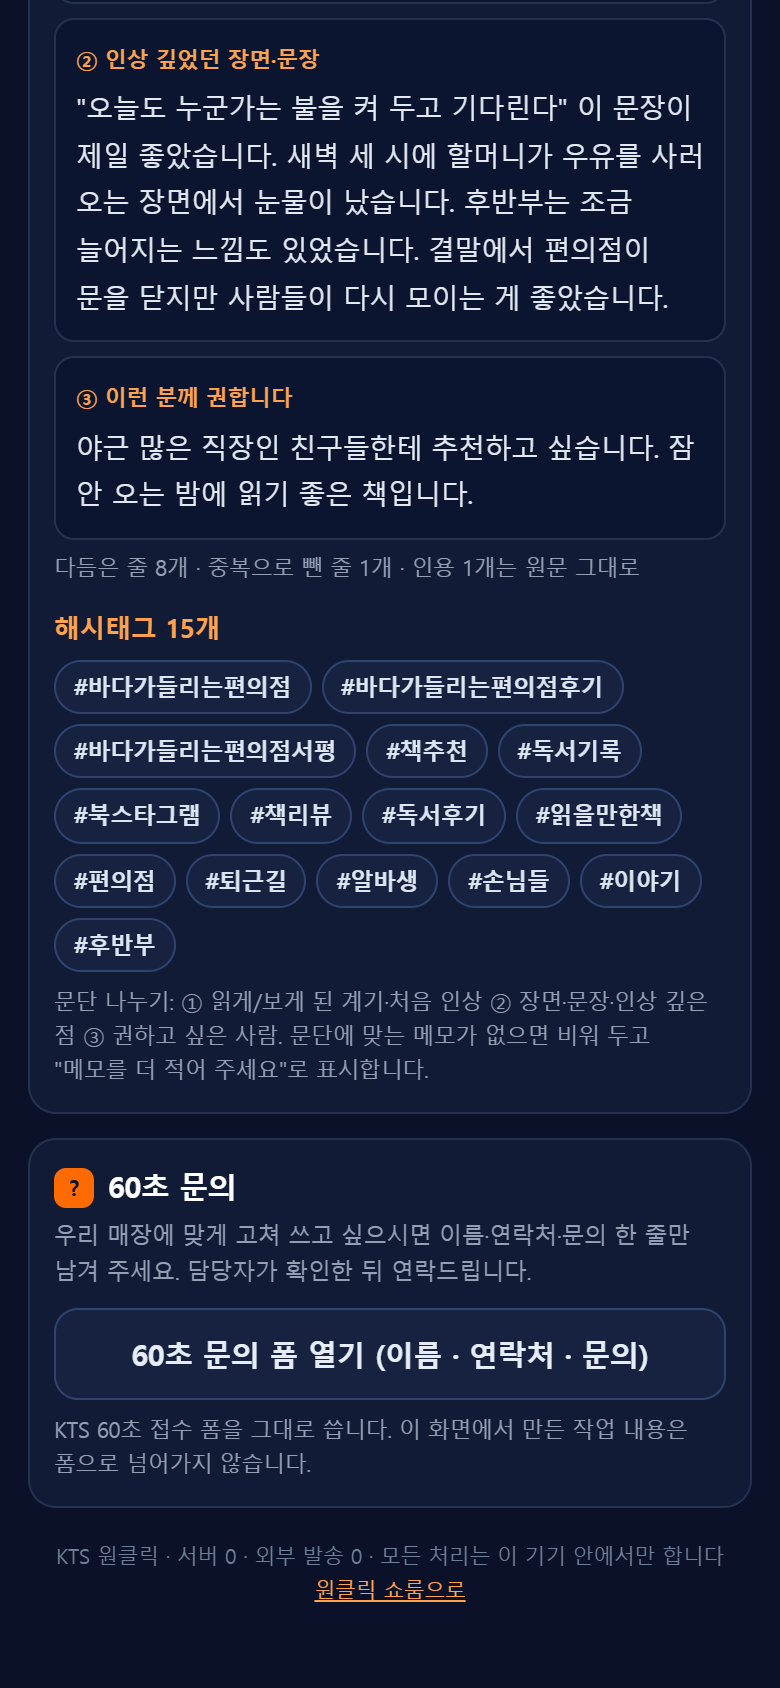 ② 인상 깊었던 장면·문장
"오늘도 누군가는 불을 켜 두고 기다린다" 이 문장이
제일 좋았습니다. 새벽 세 시에 할머니가 우유를 사러
오는 장면에서 눈물이 났습니다. 후반부는 조금
늘어지는 느낌도 있었습니다. 결말에서 편의점이
문을 닫지만 사람들이 다시 모이는 게 좋았습니다.
③ 이런 분께 권합니다
야근 많은 직장인 친구들한테 추천하고 싶습니다. 잠
안 오는 밤에 읽기 좋은 책입니다.
다듬은 줄 8개 · 중복으로 뺀 줄 1개 · 인용 1개는 원문 그대로
해시태그 15개
#바다가들리는편의점 #바다가들리는편의점후기
#바다가들리는편의점서평 #책추천 #독서기록
#북스타그램 #책리뷰 #독서후기 #읽을만한책
#편의점 #퇴근길 #알바생 #손님들 #이야기
#후반부
문단 나누기: ① 읽게/보게 된 계기·처음 인상 ② 장면·문장·인상 깊은
점 ③ 권하고 싶은 사람. 문단에 맞는 메모가 없으면 비워 두고
"메모를 더 적어 주세요"로 표시합니다.
? 60초 문의
우리 매장에 맞게 고쳐 쓰고 싶으시면 이름·연락처·문의 한 줄만
남겨 주세요. 담당자가 확인한 뒤 연락드립니다.
60초 문의 폼 열기 (이름 · 연락처 · 문의)
KTS 60초 접수 폼을 그대로 씁니다. 이 화면에서 만든 작업 내용은
폼으로 넘어가지 않습니다.
KTS 원클릭 · 서버 0 · 외부 발송 0 · 모든 처리는 이 기기 안에서만 합니다
원클릭 쇼룸으로